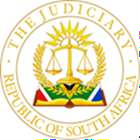 THE JUDICIARY
REPUBLIC OF SOUTH AFRICA